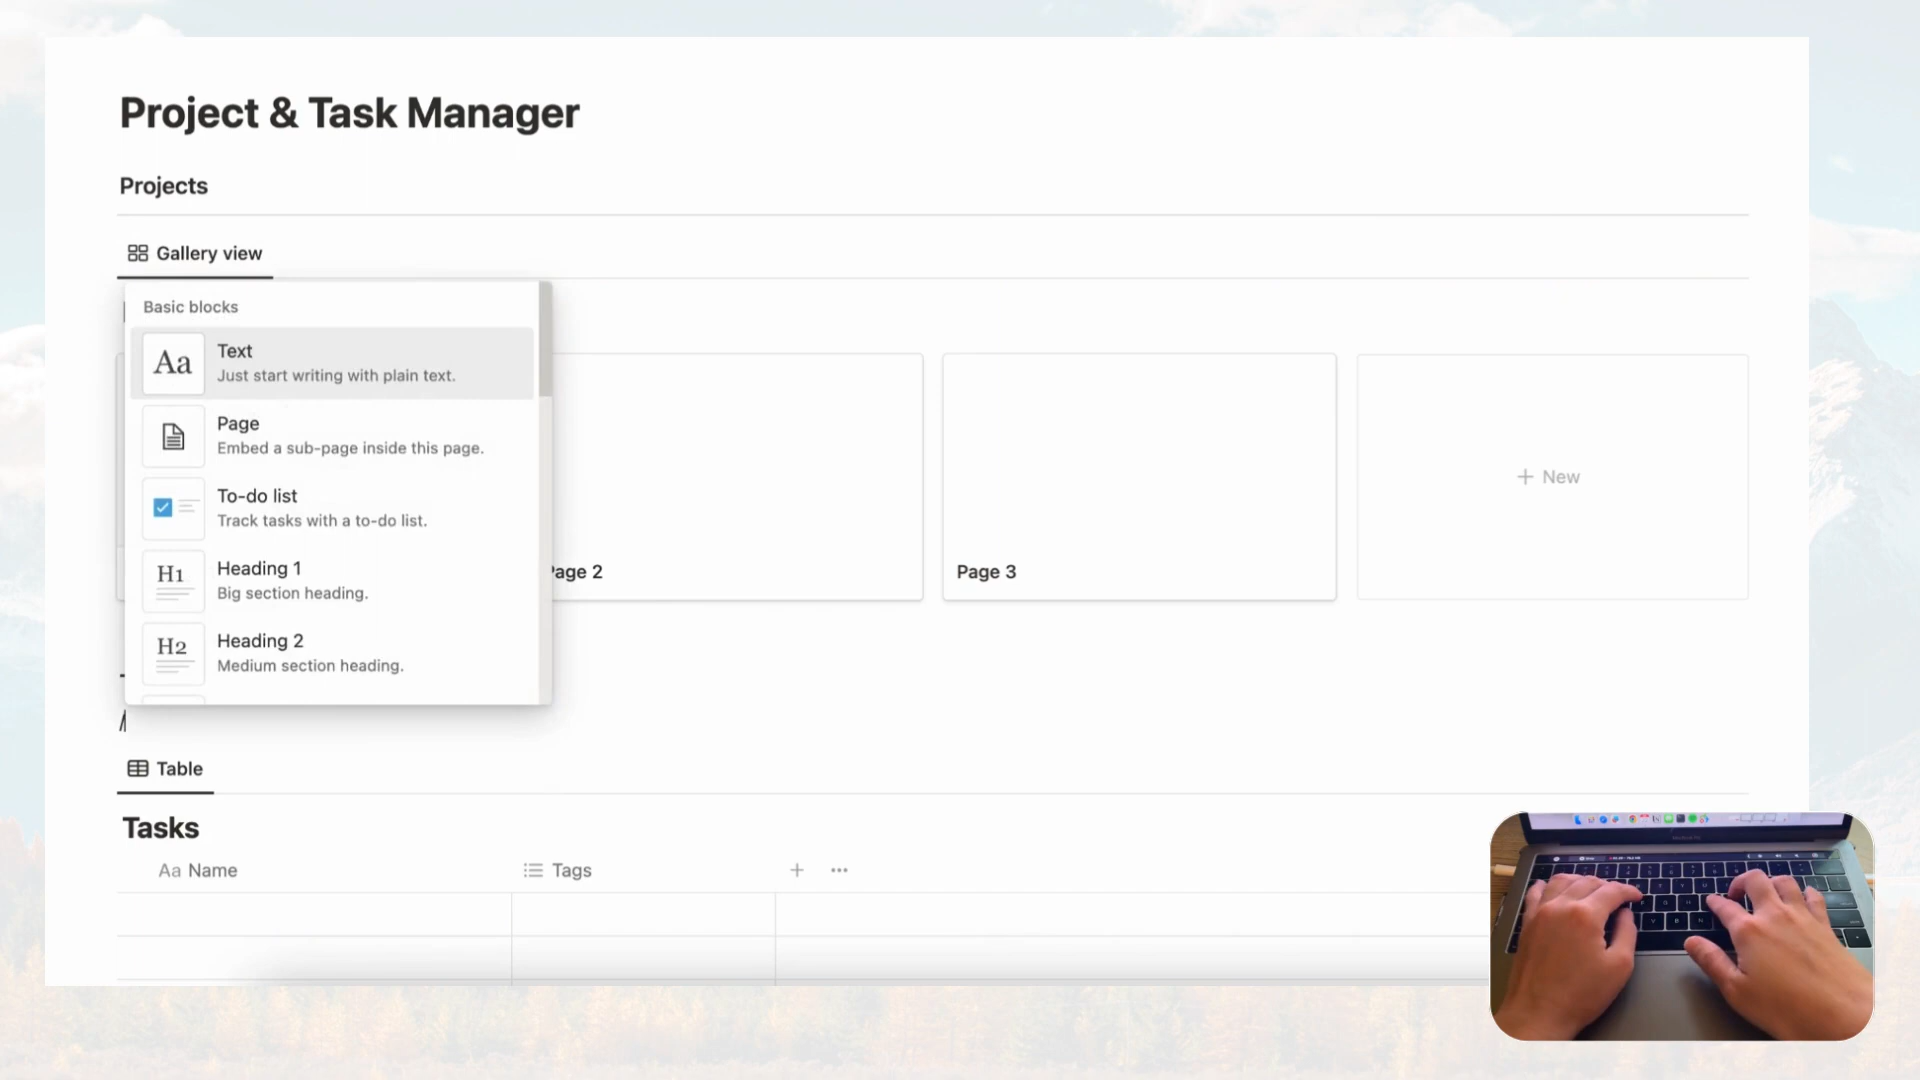 Project & Task Manager
Projects
Gallery view
Basic blocks
Aa
Text
Just start writing with plain text.
Page
Embed a sub-page inside this page.
To-do list
Track tasks with a to-do list.
H1
Heading 1
Big section heading.
H2
Heading 2
Medium section heading.
Page 2
Page 3
+ New
/
Table
Tasks
Aa Name
Tags